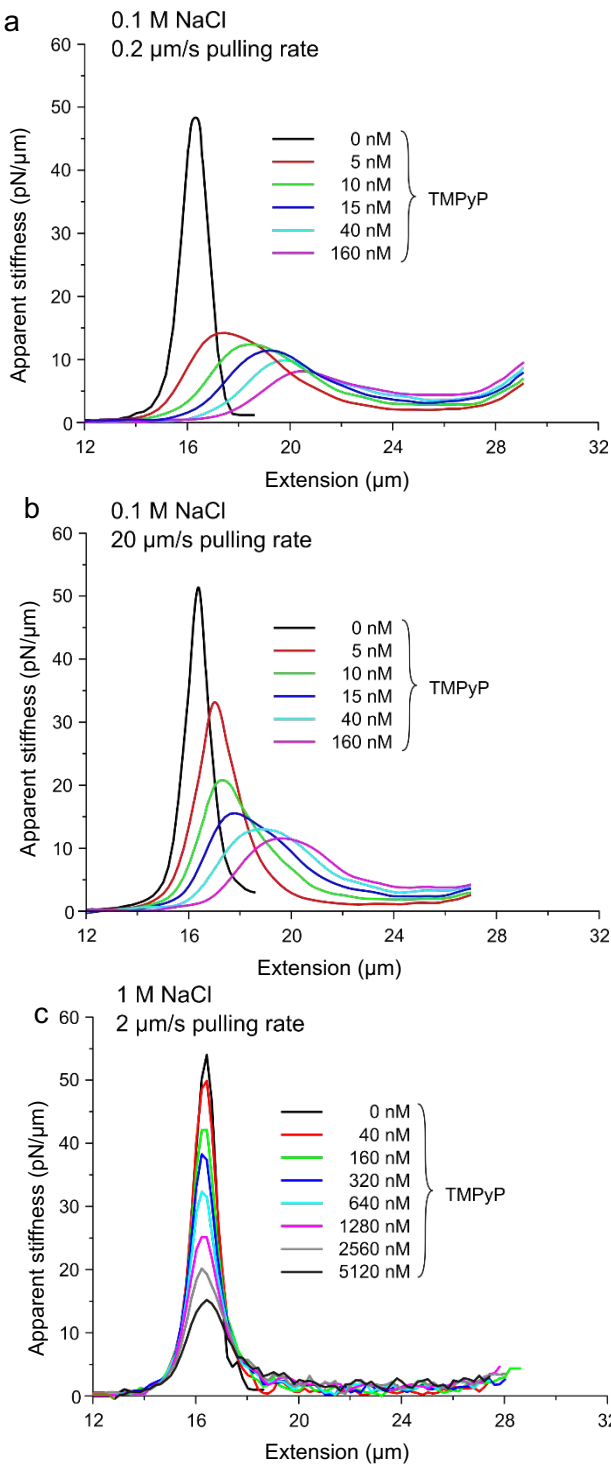 a
0.1 M NaCl
0.2 µm/s pulling rate
60
50
40
30
20
10
0
Apparent stiffness (pN/µm)
0 nM
5 nM
10 nM
15 nM
40 nM
160 nM
TMPyP
12 16 20 24 28 32
Extension (µm)
b
0.1 M NaCl
20 µm/s pulling rate
60
50
40
30
20
10
0
Apparent stiffness (pN/µm)
0 nM
5 nM
10 nM
15 nM
40 nM
160 nM
TMPyP
12 16 20 24 28 32
Extension (µm)
c
1 M NaCl
2 µm/s pulling rate
60
50
40
30
20
10
0
Apparent stiffness (pN/µm)
0 nM
40 nM
160 nM
320 nM
640 nM
1280 nM
2560 nM
5120 nM
TMPyP
12 16 20 24 28 32
Extension (µm)